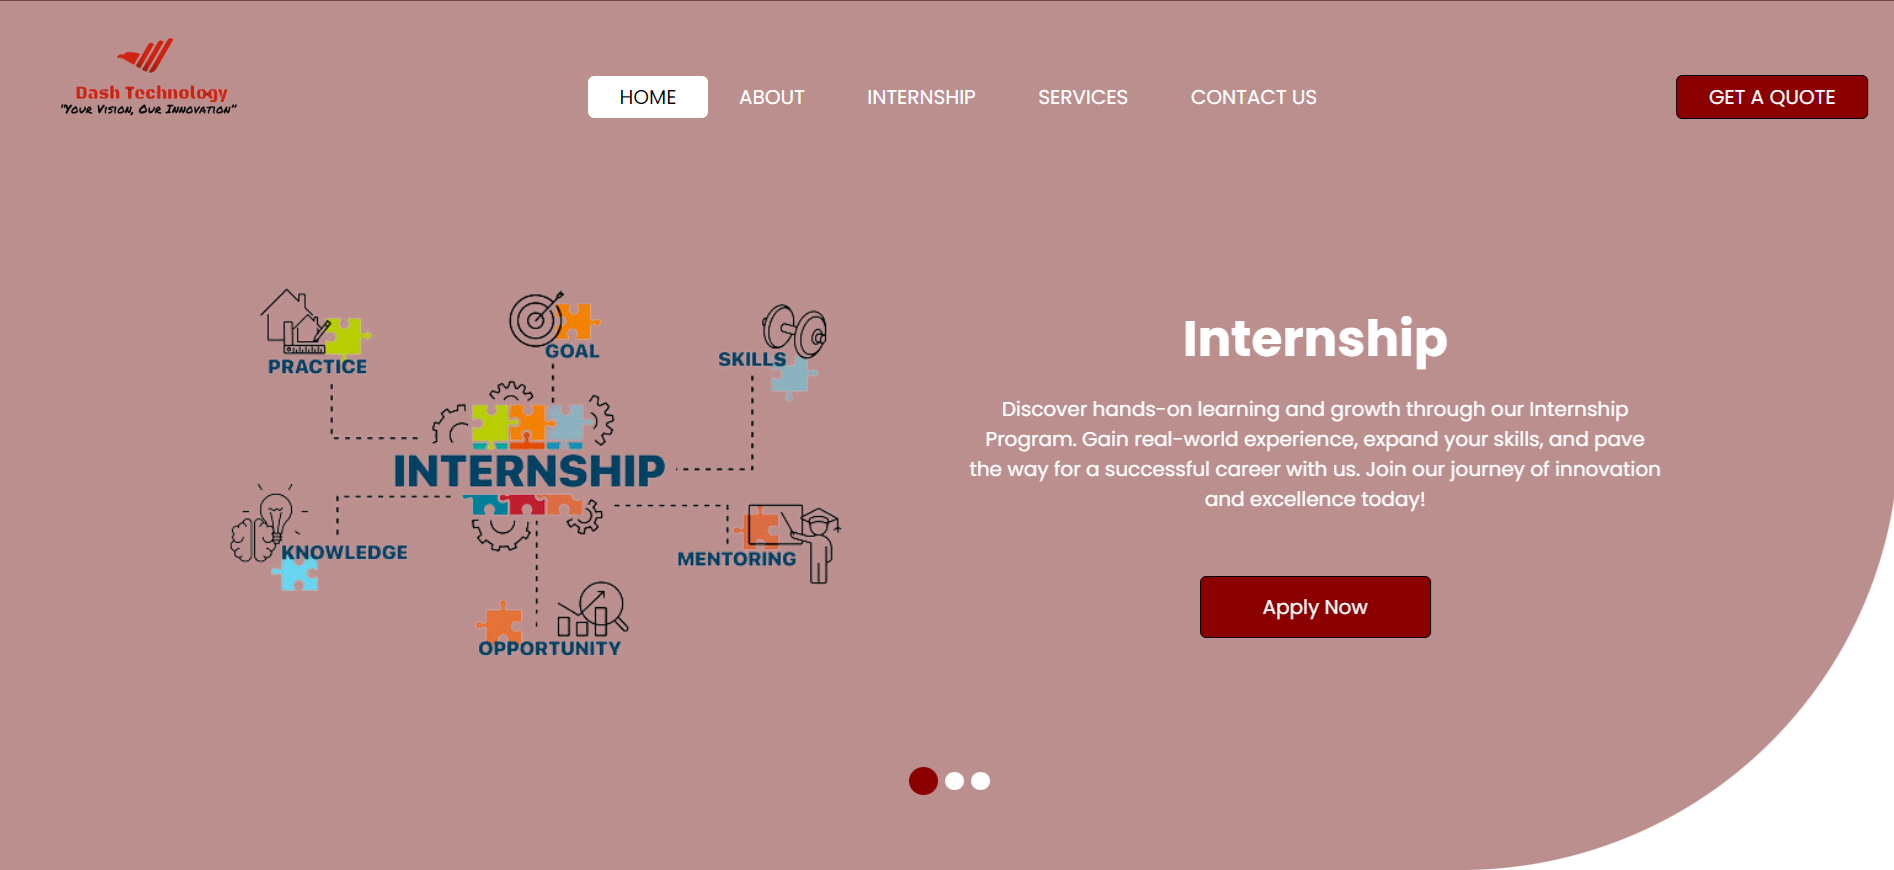 Dash Technology
"Your Vision, Our Innovation"
HOME
ABOUT
INTERNSHIP
SERVICES
CONTACT US
GET A QUOTE
PRACTICE
GOAL
SKILLS
INTERNSHIP
KNOWLEDGE
MENTORING
OPPORTUNITY
Internship
Discover hands-on learning and growth through our Internship
Program. Gain real-world experience, expand your skills, and pave
the way for a successful career with us. Join our journey of innovation
and excellence today!
Apply Now